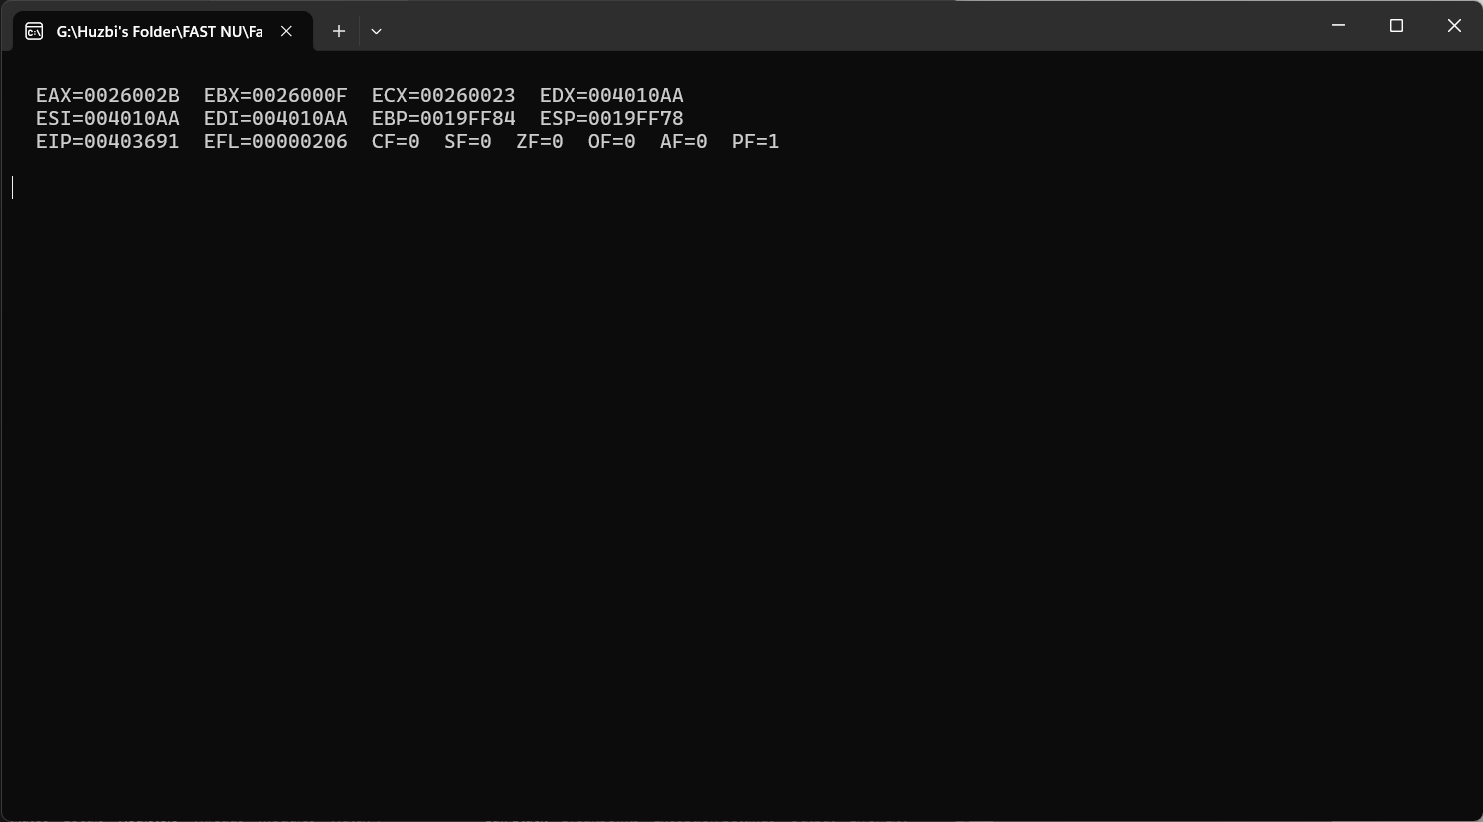 G:\Huzbi's Folder\FAST NU\Fa
EAX=0026002B  EBX=0026000F  ECX=00260023  EDX=004010AA
ESI=004010AA  EDI=004010AA  EBP=0019FF84  ESP=0019FF78
EIP=00403691  EFL=00000206  CF=0  SF=0  ZF=0  OF=0  AF=0  PF=1